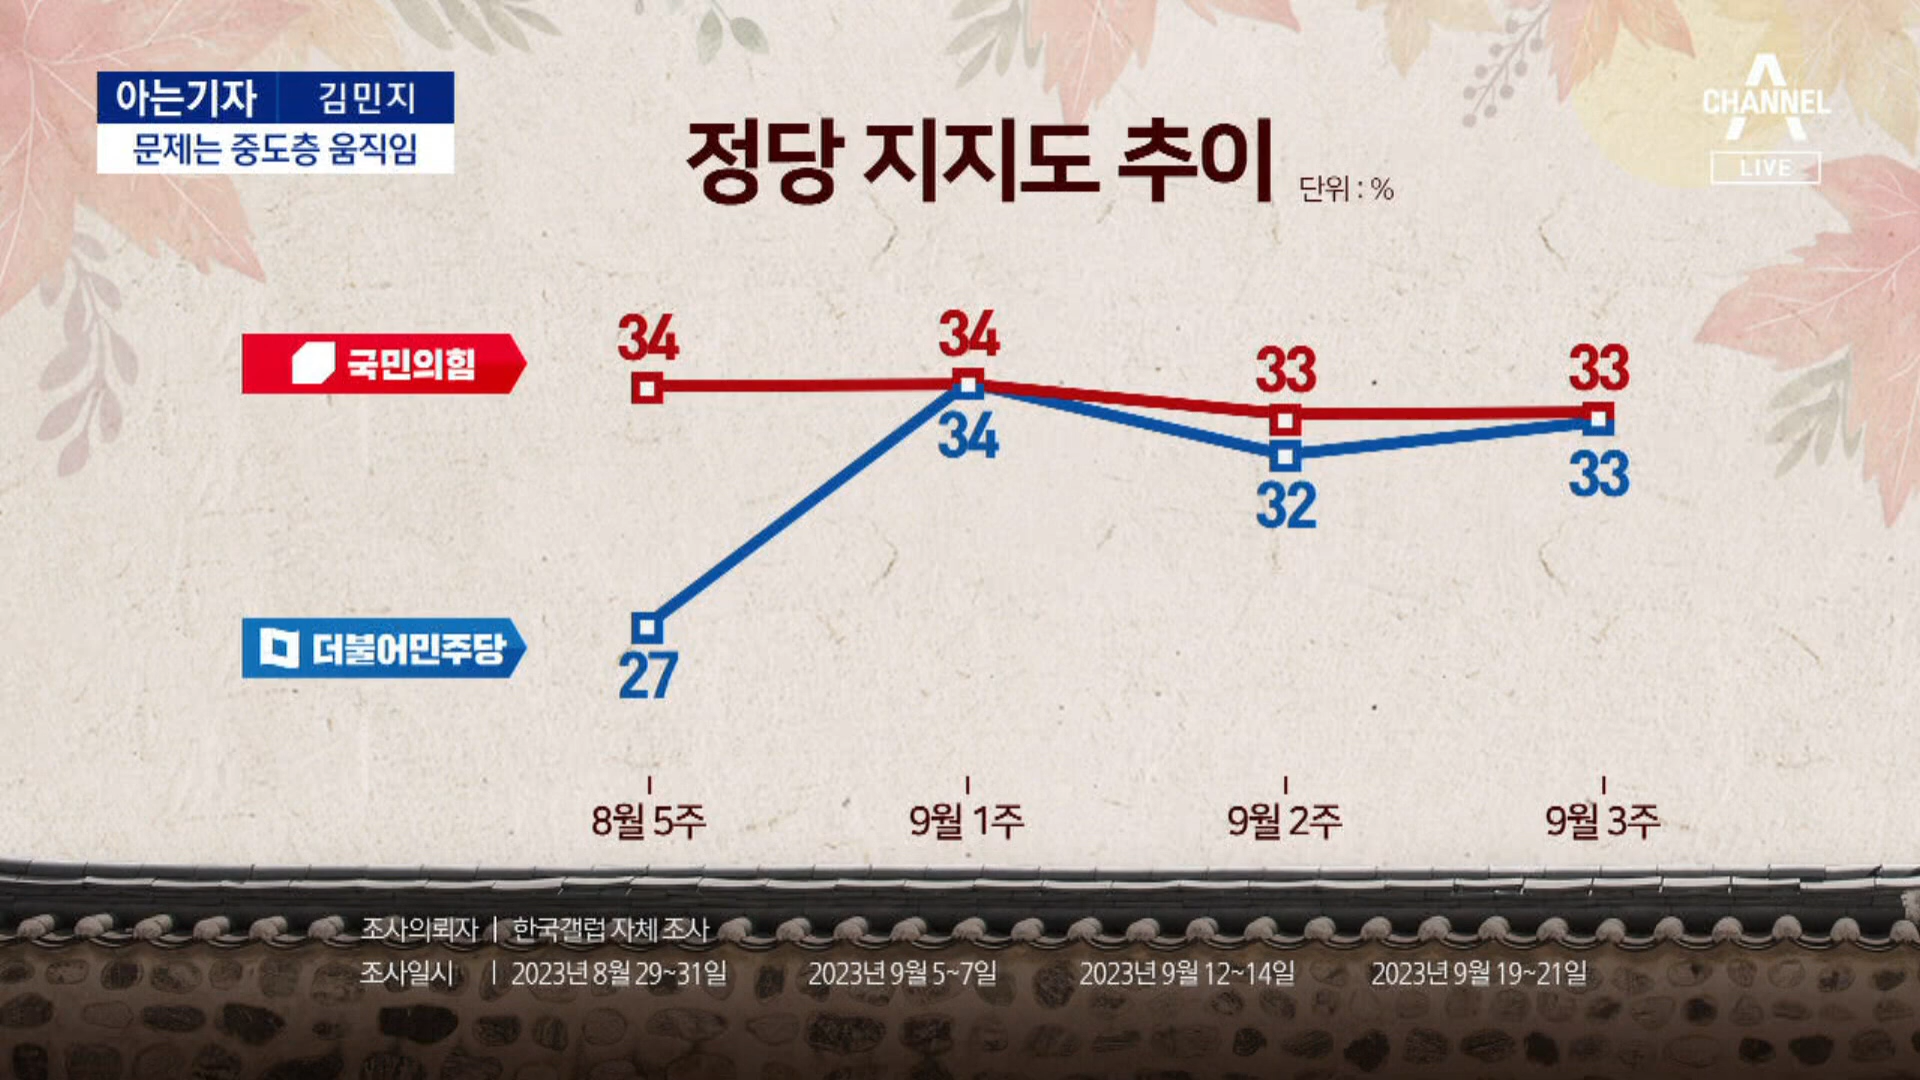 아는기자 김민지
문제는 중도층 움직임
CHANNEL A
LIVE
정당 지지도 추이 단위 : %
국민의힘
34 34 33 33
34 32 33
더불어민주당
27
8월 5주 9월 1주 9월 2주 9월 3주
조사의뢰자 | 한국갤럽 자체 조사
조사일시 | 2023년 8월 29~31일 2023년 9월 5~7일 2023년 9월 12~14일 2023년 9월 19~21일